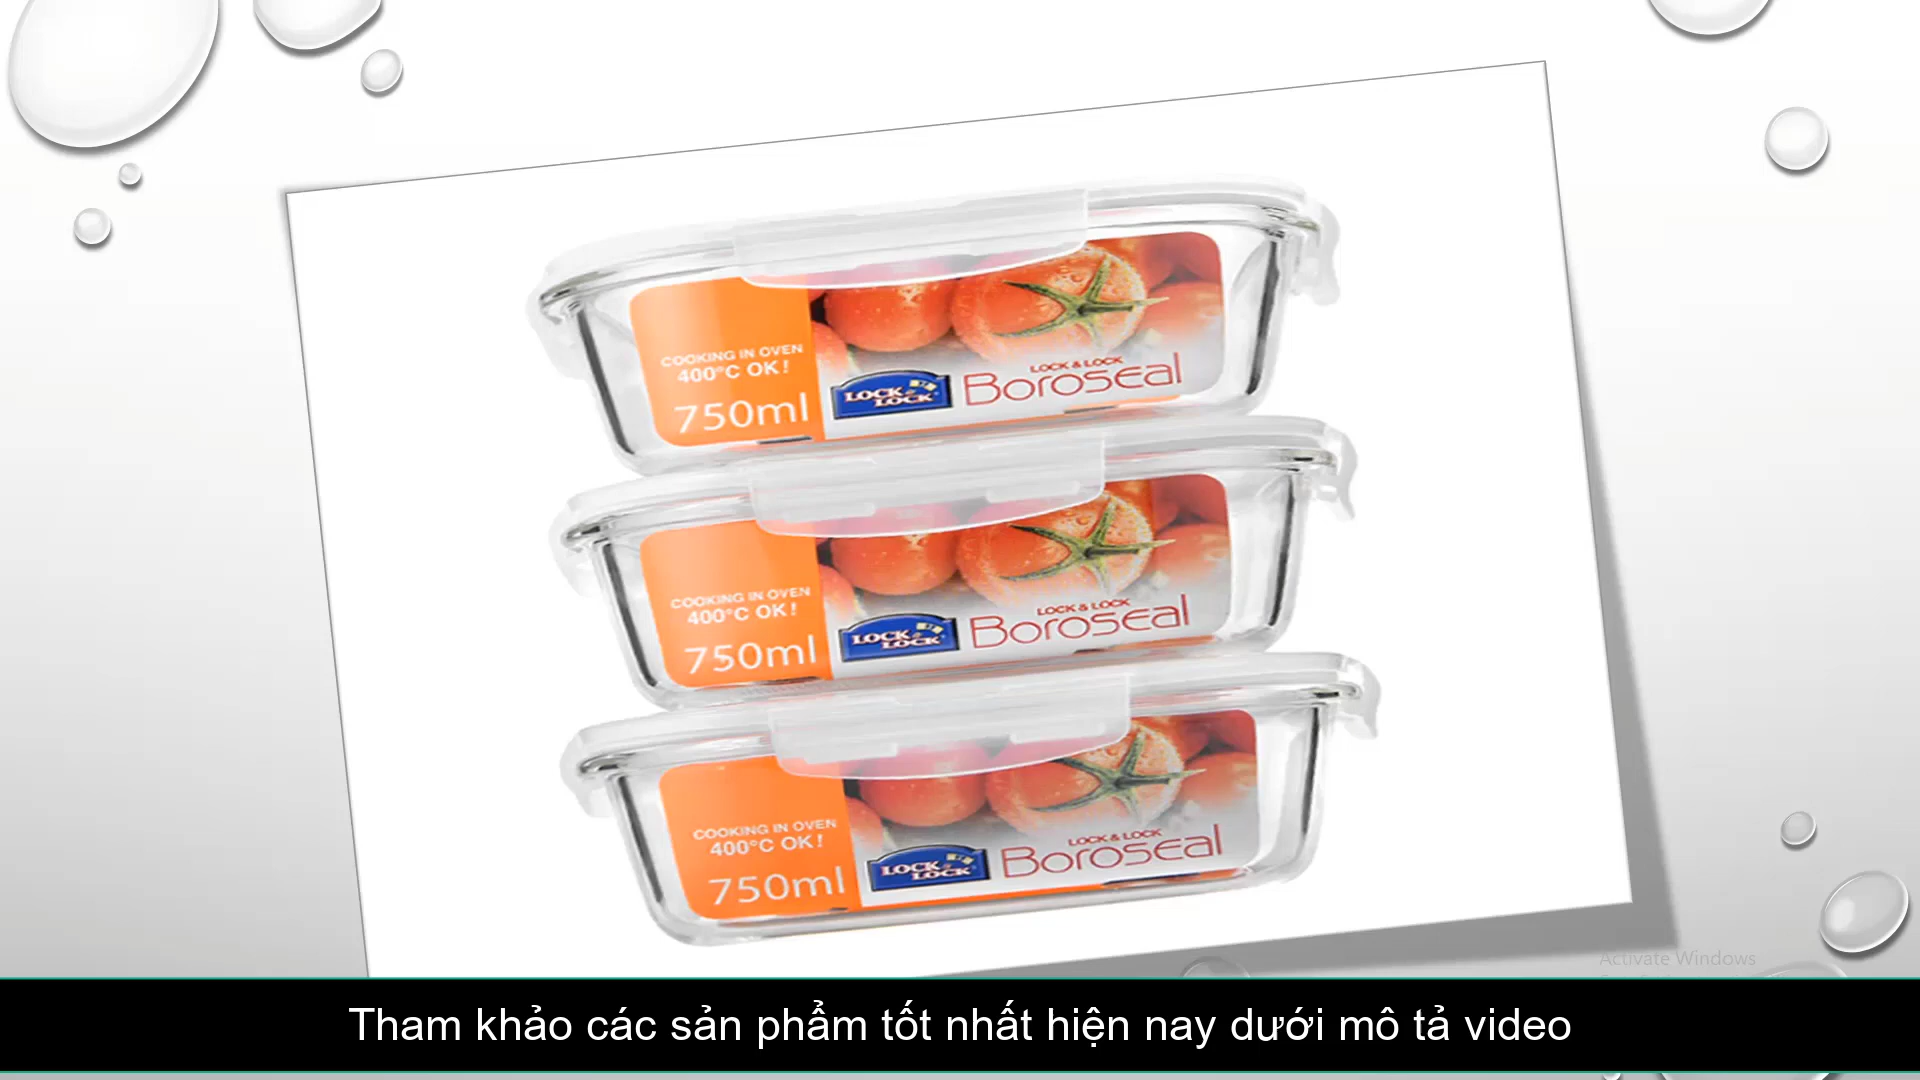 COOKING IN OVEN
400°C OK!
750ml
LOCK & LOCK
LOCK & LOCK
Boroseal
COOKING IN OVEN
400°C OK!
750ml
LOCK & LOCK
LOCK & LOCK
Boroseal
COOKING IN OVEN
400°C OK!
750ml
LOCK & LOCK
LOCK & LOCK
Boroseal
Activate Windows
Tham khảo các sản phẩm tốt nhất hiện nay dưới mô tả video